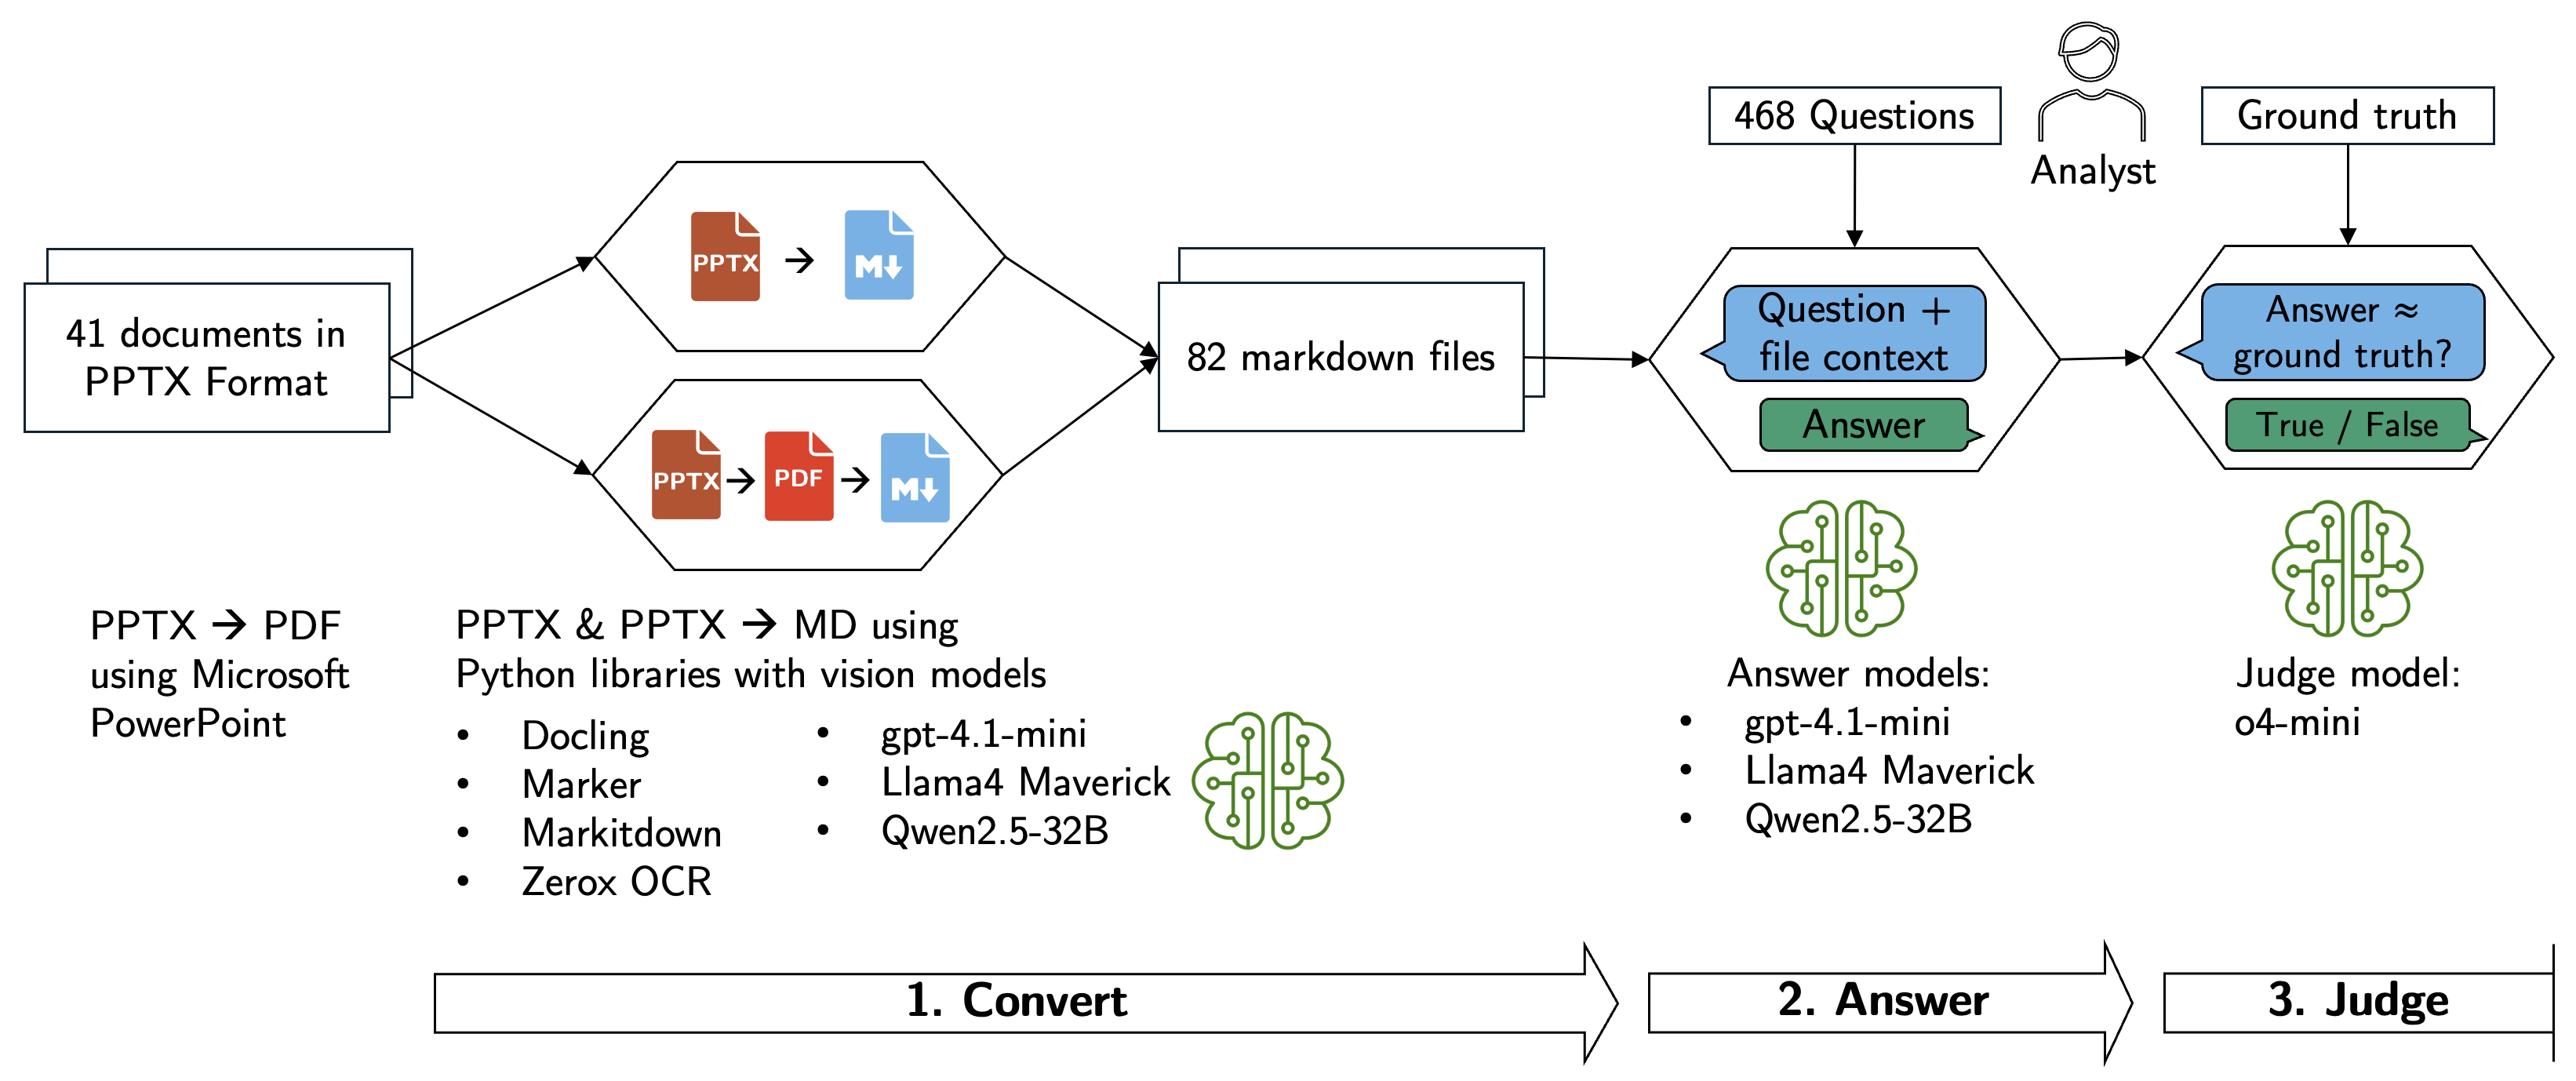 41 documents in
PPTX Format
PPTX → M↓
PPTX → PDF → M↓
82 markdown files
468 Questions
Analyst
Ground truth
Question +
file context
Answer
Answer ≈
ground truth?
True / False
PPTX → PDF
using Microsoft
PowerPoint
PPTX & PPTX → MD using
Python libraries with vision models
• Docling
• Marker
• Markitdown
• Zerox OCR
• gpt-4.1-mini
• Llama4 Maverick
• Qwen2.5-32B
Answer models:
• gpt-4.1-mini
• Llama4 Maverick
• Qwen2.5-32B
Judge model:
o4-mini
1. Convert
2. Answer
3. Judge